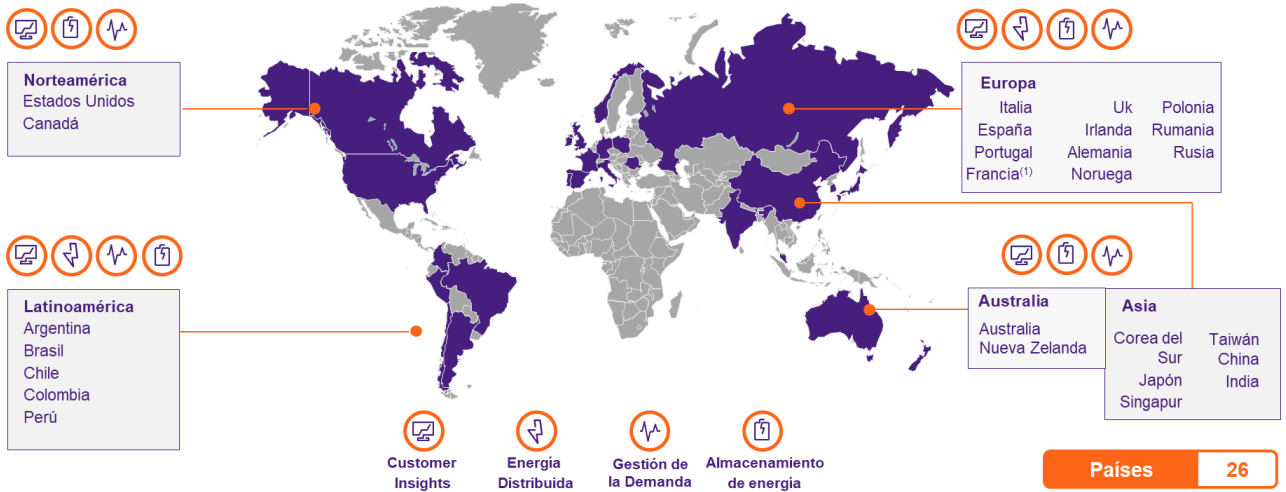 Norteamérica
Estados Unidos
Canadá
Europa
Italia Uk Polonia
España Irlanda Rumania
Portugal Alemania Rusia
Francia(1) Noruega
Latinoamérica
Argentina
Brasil
Chile
Colombia
Perú
Australia
Australia
Nueva Zelanda
Asia
Corea del Taiwán
Sur China
Japón India
Singapur
Customer
Insights
Energía
Distribuida
Gestión de
la Demanda
Almacenamiento
de energía
Países 26